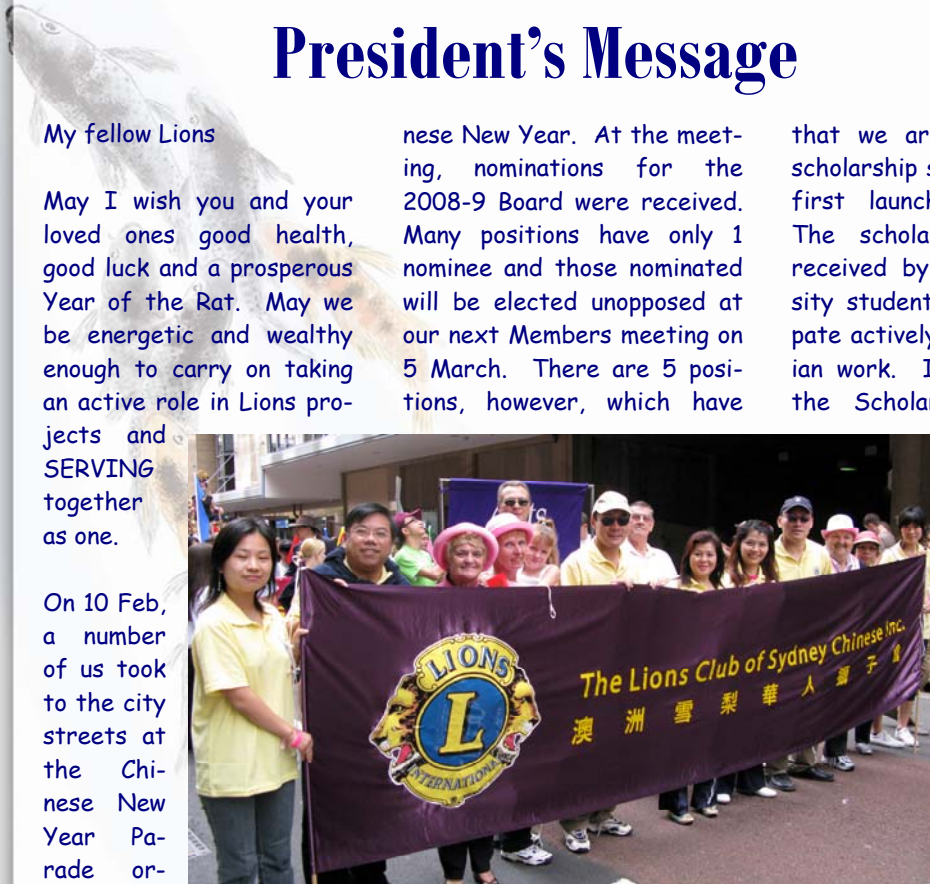 President's Message
My fellow Lions
May I wish you and your
loved ones good health,
good luck and a prosperous
Year of the Rat. May we
be energetic and wealthy
enough to carry on taking
an active role in Lions pro-
jects and
SERVING
together
as one.
On 10 Feb,
a number
of us took
to the city
streets at
the Chi-
nese New
Year Pa-
rade or-
nese New Year. At the meet-
ing, nominations for the
2008-9 Board were received.
Many positions have only 1
nominee and those nominated
will be elected unopposed at
our next Members meeting on
5 March. There are 5 posi-
tions, however, which have
that we ar
scholarship s
first launch
The schola
received by
sity student
pate actively
ian work. I
the Scholar
LIONS
L
INTERNATIONAL
The Lions Club of Sydney Chinese Inc.
澳洲雪梨華人獅子會